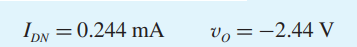 I_DN = 0.244 mA v_O = −2.44 V